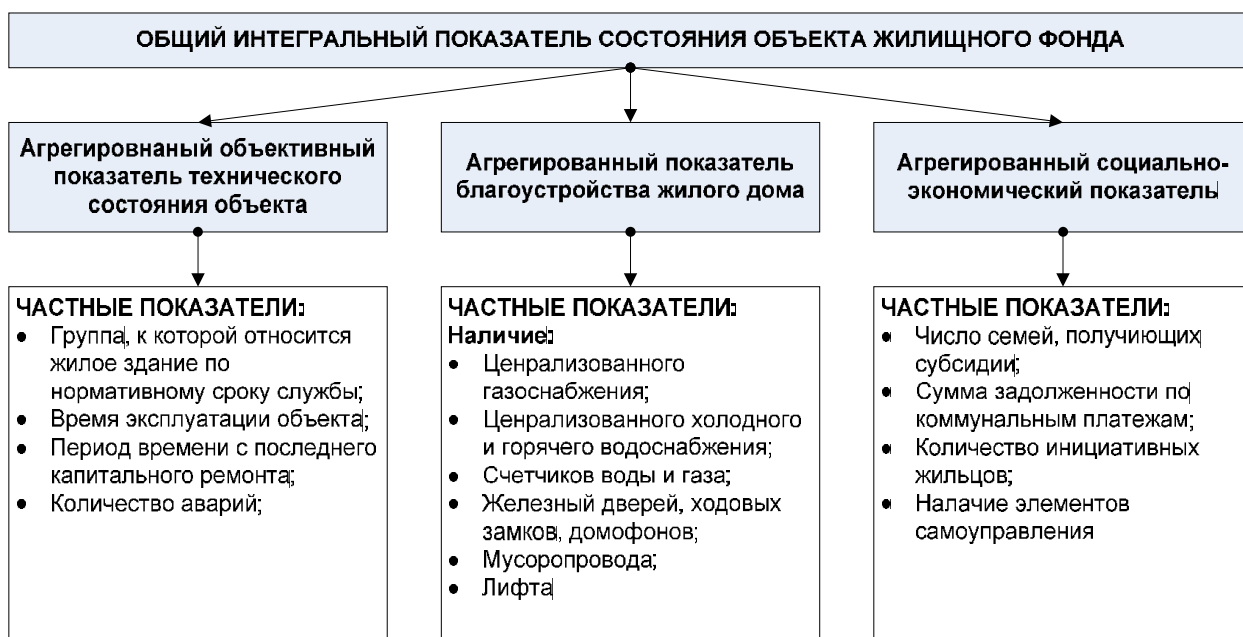 ОБЩИЙ ИНТЕГРАЛЬНЫЙ ПОКАЗАТЕЛЬ СОСТОЯНИЯ ОБЪЕКТА ЖИЛИЩНОГО ФОНДА
Агрегировнаный объективный
показатель технического
состояния объекта
Агрегированный показатель
благоустройства жилого дома
Агрегированный социально-
экономический показатель
ЧАСТНЫЕ ПОКАЗАТЕЛИ:
• Группа, к которой относится
жилое здание по
нормативному сроку службы;
• Время эксплуатации объекта;
• Период времени с последнего
капитального ремонта;
• Количество аварий;
ЧАСТНЫЕ ПОКАЗАТЕЛИ:
Наличие:
• Ценрализованного
газоснабжения;
• Ценрализованного холодного
и горячего водоснабжения;
• Счетчиков воды и газа;
• Железный дверей, ходовых
замков, домофонов;
• Мусоропровода;
• Лифта
ЧАСТНЫЕ ПОКАЗАТЕЛИ:
• Число семей, получиющих
субсидии;
• Сумма задолженности по
коммунальным платежам;
• Количество инициативных
жильцов;
• Налачие элементов
самоуправления